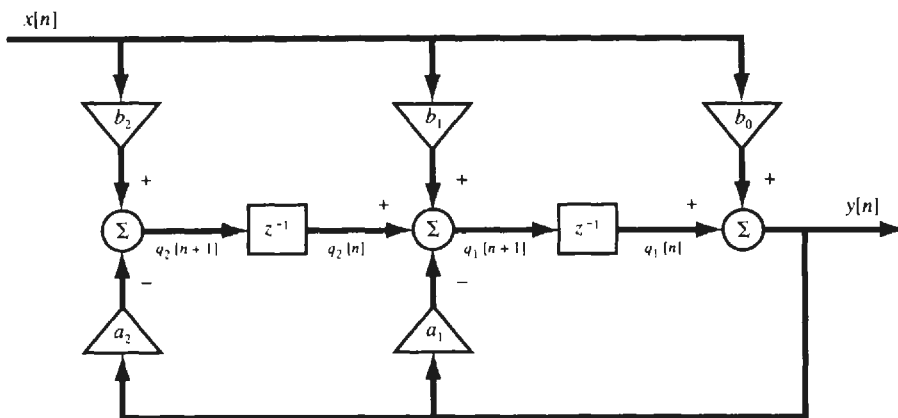 x[n]
b₂ b₁ b₀
+ + +
y[n]
Σ z⁻¹ + Σ z⁻¹ + Σ
q₂[n + 1] q₂[n] q₁[n + 1] q₁[n]
− −
a₂ a₁